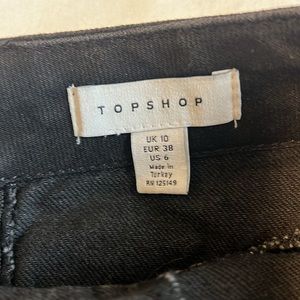 TOPSHOP
UK 10
EUR 38
US 6
Made in
Turkey
RN 125149